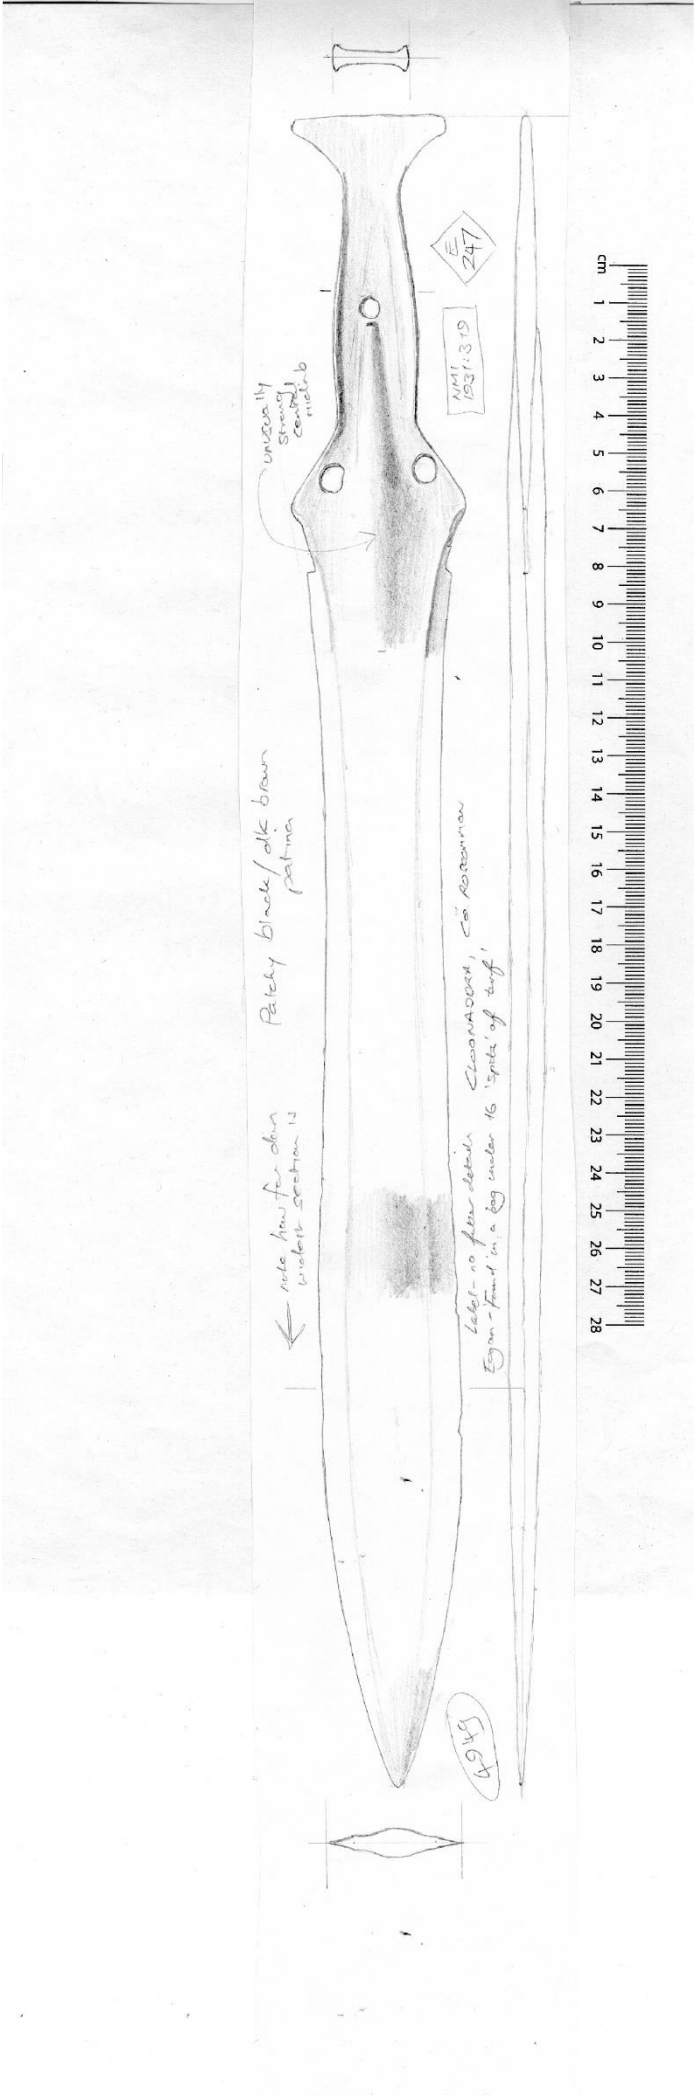 E
247
NMI
1931:319
unusually
strong
central
midrib
Patchy black/dk brown
patina
note how far down
widest section is
Label - no further details CLOONADORA, Co ROSCOMMON
Eogan - 'Found in a bog under 16 'spits' of turf'
4949
cm
1
2
3
4
5
6
7
8
9
10
11
12
13
14
15
16
17
18
19
20
21
22
23
24
25
26
27
28